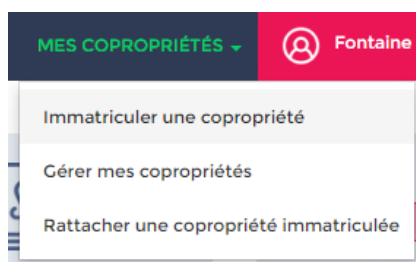 MES COPROPRIÉTÉS Fontaine
Immatriculer une copropriété
Gérer mes copropriétés
Rattacher une copropriété immatriculée